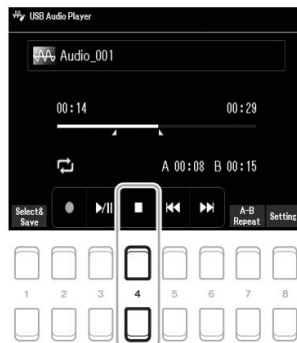 USB Audio Player
Audio_001
00:14 00:29
A 00:08 B 00:15
Select& Save
A-B Repeat
Setting
1 2 3 4 5 6 7 8